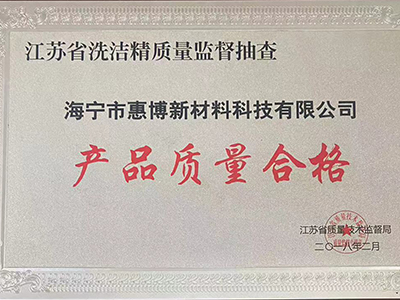 江苏省洗洁精质量监督抽查
海宁市惠博新材料科技有限公司
产品质量合格
江苏省质量技术监督局
二〇一八年二月